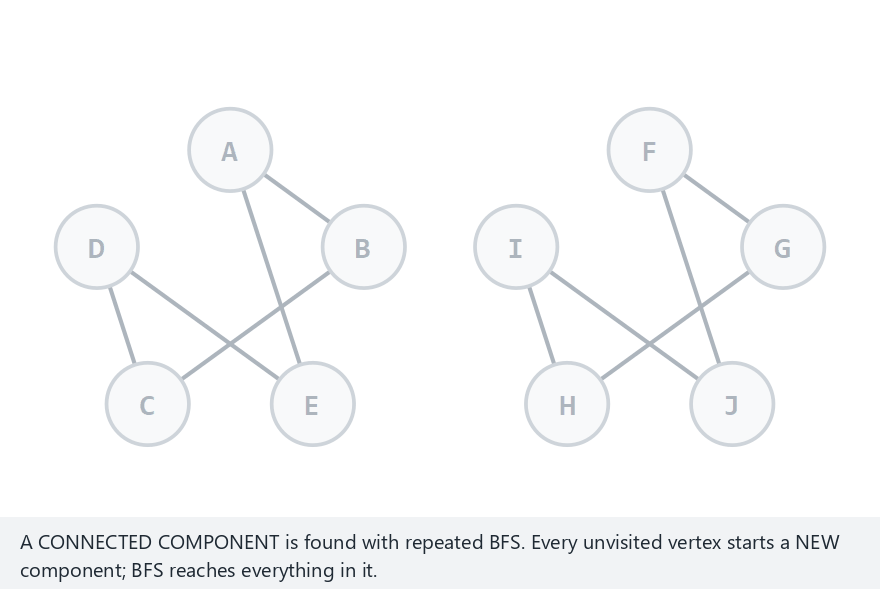 A
F
D
B
I
G
C
E
H
J
A CONNECTED COMPONENT is found with repeated BFS. Every unvisited vertex starts a NEW
component; BFS reaches everything in it.